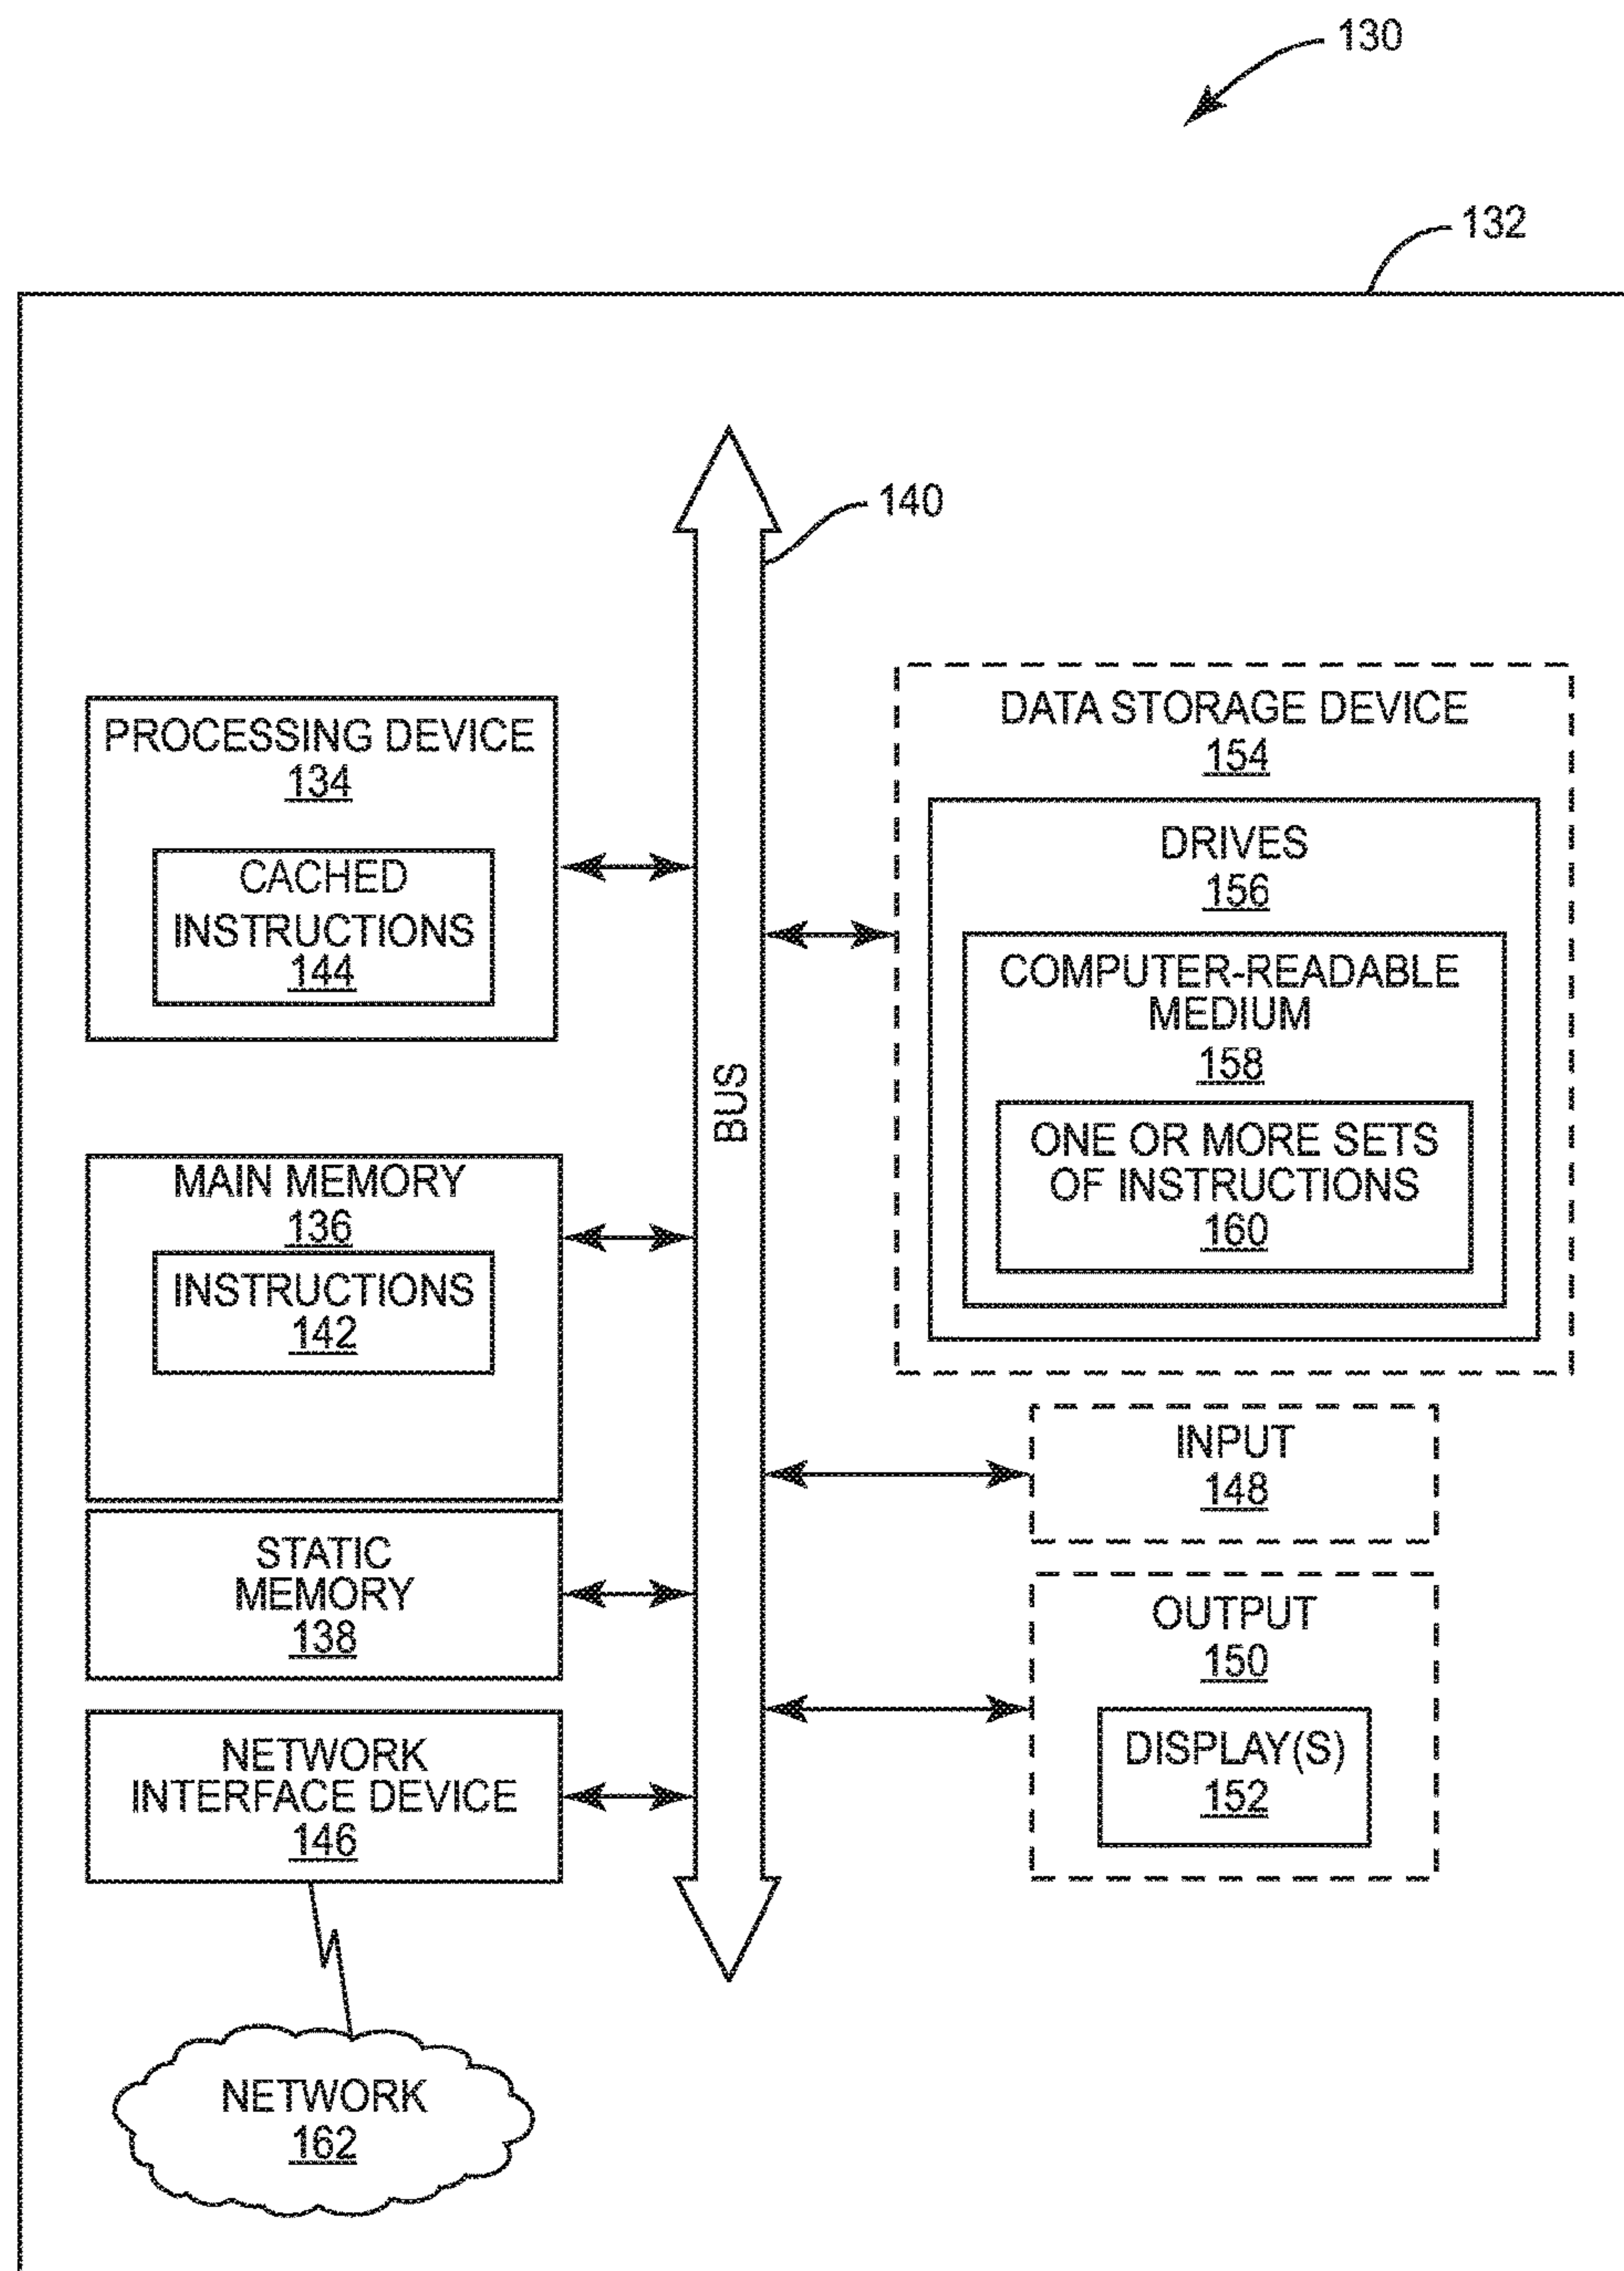 130
132
140
PROCESSING DEVICE
134
CACHED
INSTRUCTIONS
144
MAIN MEMORY
136
INSTRUCTIONS
142
STATIC
MEMORY
138
NETWORK
INTERFACE DEVICE
146
NETWORK
162
BUS
DATA STORAGE DEVICE
154
DRIVES
156
COMPUTER-READABLE
MEDIUM
158
ONE OR MORE SETS
OF INSTRUCTIONS
160
INPUT
148
OUTPUT
150
DISPLAY(S)
152